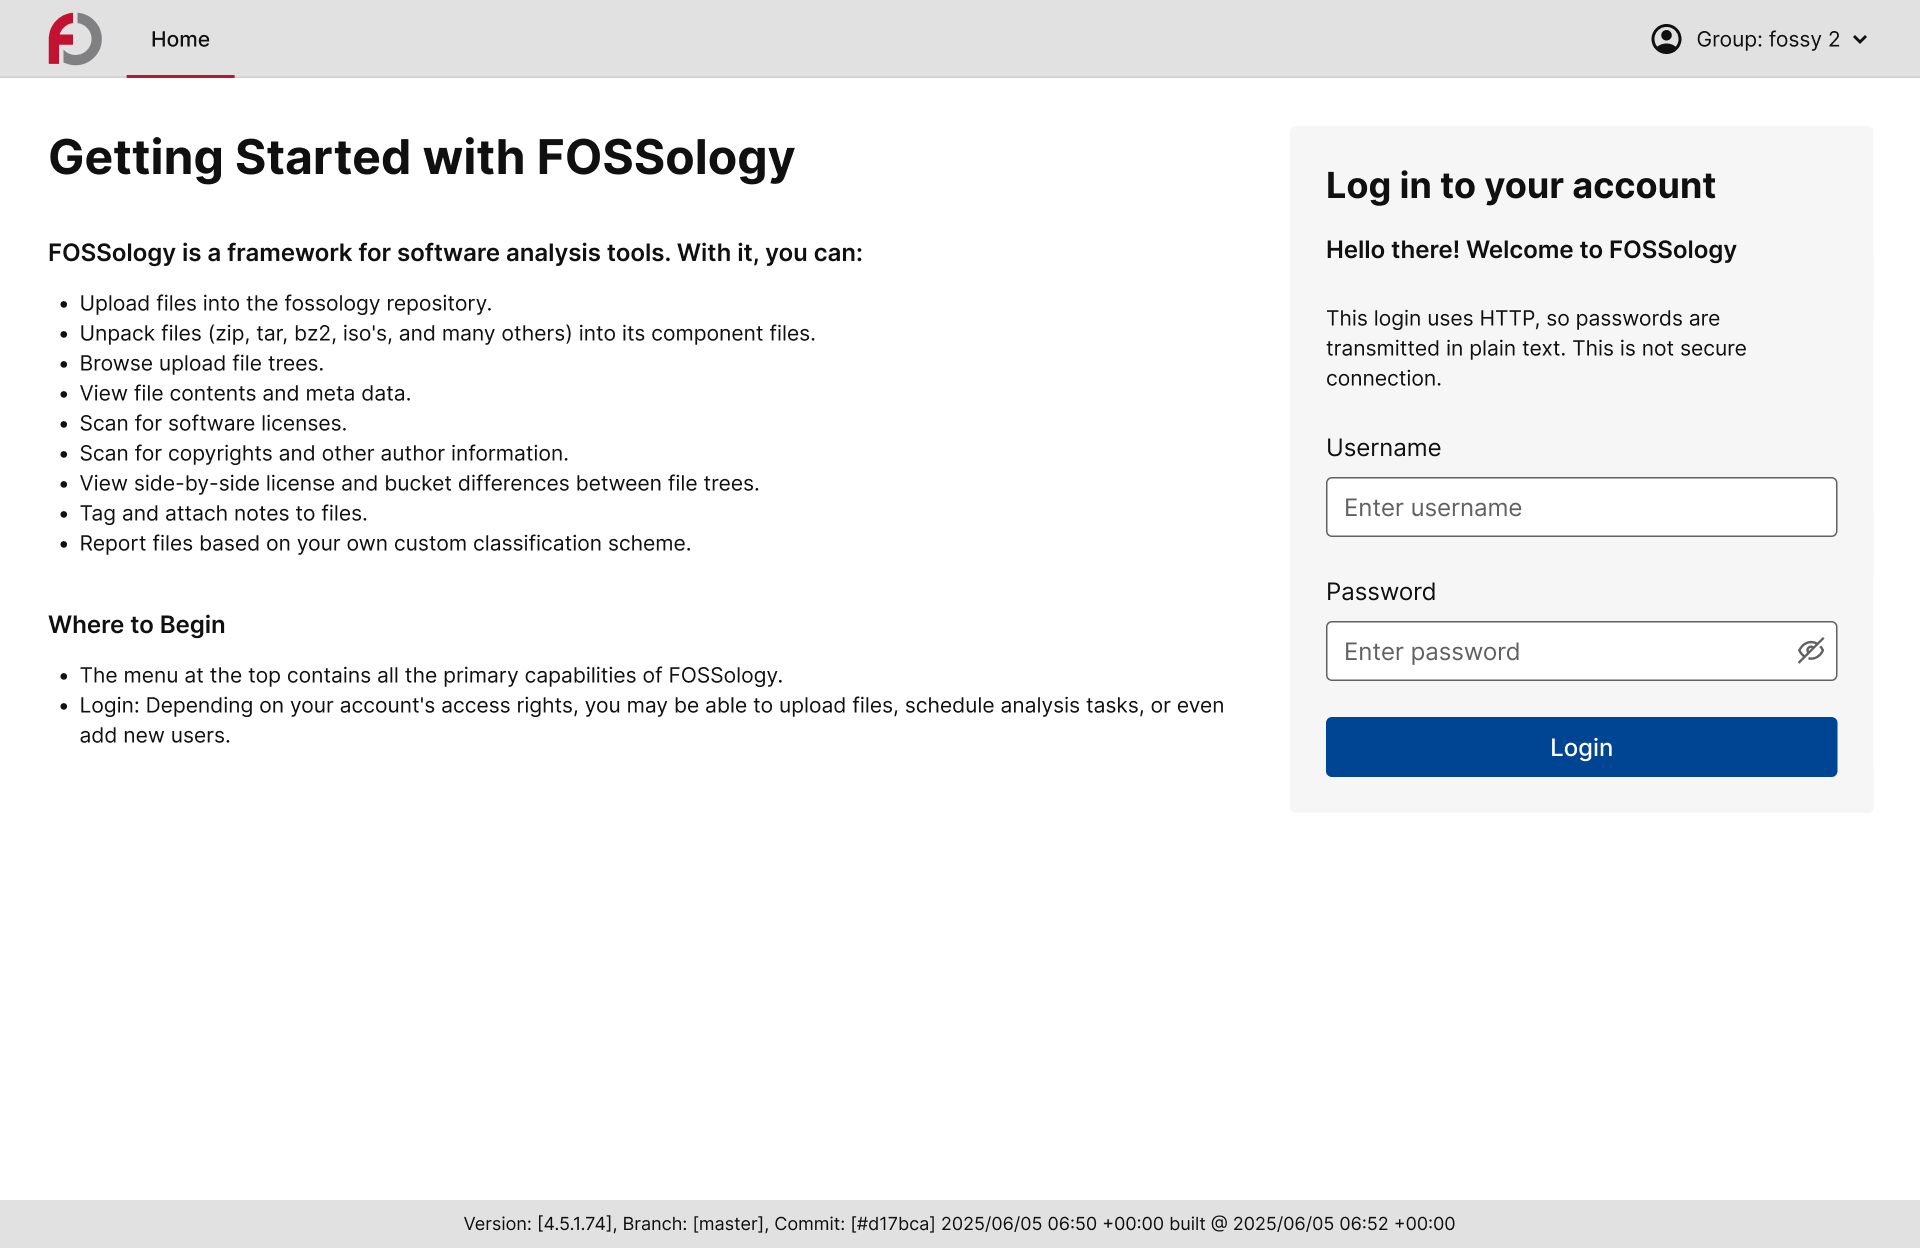 Home
Group: fossy 2
Getting Started with FOSSology
FOSSology is a framework for software analysis tools. With it, you can:
• Upload files into the fossology repository.
• Unpack files (zip, tar, bz2, iso's, and many others) into its component files.
• Browse upload file trees.
• View file contents and meta data.
• Scan for software licenses.
• Scan for copyrights and other author information.
• View side-by-side license and bucket differences between file trees.
• Tag and attach notes to files.
• Report files based on your own custom classification scheme.
Where to Begin
• The menu at the top contains all the primary capabilities of FOSSology.
• Login: Depending on your account's access rights, you may be able to upload files, schedule analysis tasks, or even
add new users.
Log in to your account
Hello there! Welcome to FOSSology
This login uses HTTP, so passwords are
transmitted in plain text. This is not secure
connection.
Username
Enter username
Password
Enter password
Login
Version: [4.5.1.74], Branch: [master], Commit: [#d17bca] 2025/06/05 06:50 +00:00 built @ 2025/06/05 06:52 +00:00